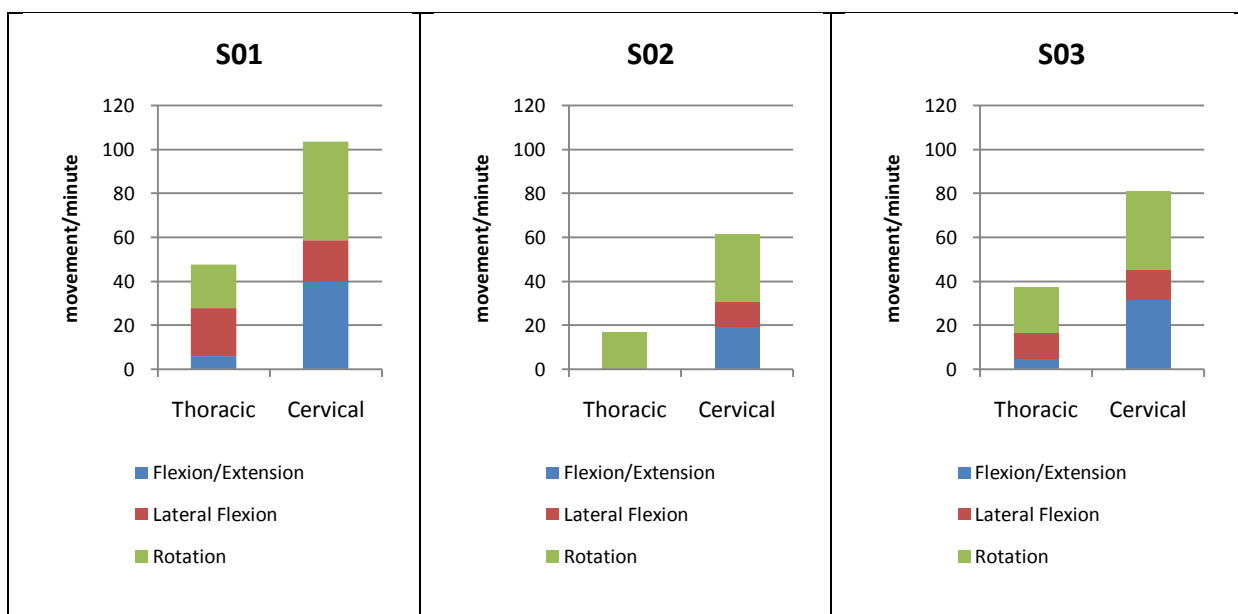 S01
120
100
80
60
40
20
0
movement/minute
Thoracic Cervical
Flexion/Extension
Lateral Flexion
Rotation
S02
120
100
80
60
40
20
0
movement/minute
Thoracic Cervical
Flexion/Extension
Lateral Flexion
Rotation
S03
120
100
80
60
40
20
0
movement/minute
Thoracic Cervical
Flexion/Extension
Lateral Flexion
Rotation